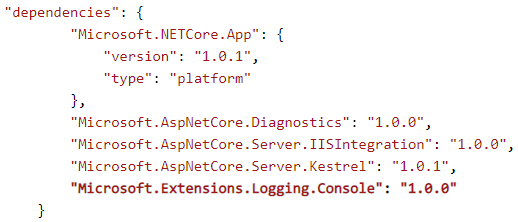 "dependencies": {
"Microsoft.NETCore.App": {
"version": "1.0.1",
"type": "platform"
},
"Microsoft.AspNetCore.Diagnostics": "1.0.0",
"Microsoft.AspNetCore.Server.IISIntegration": "1.0.0",
"Microsoft.AspNetCore.Server.Kestrel": "1.0.1",
"Microsoft.Extensions.Logging.Console": "1.0.0"
}